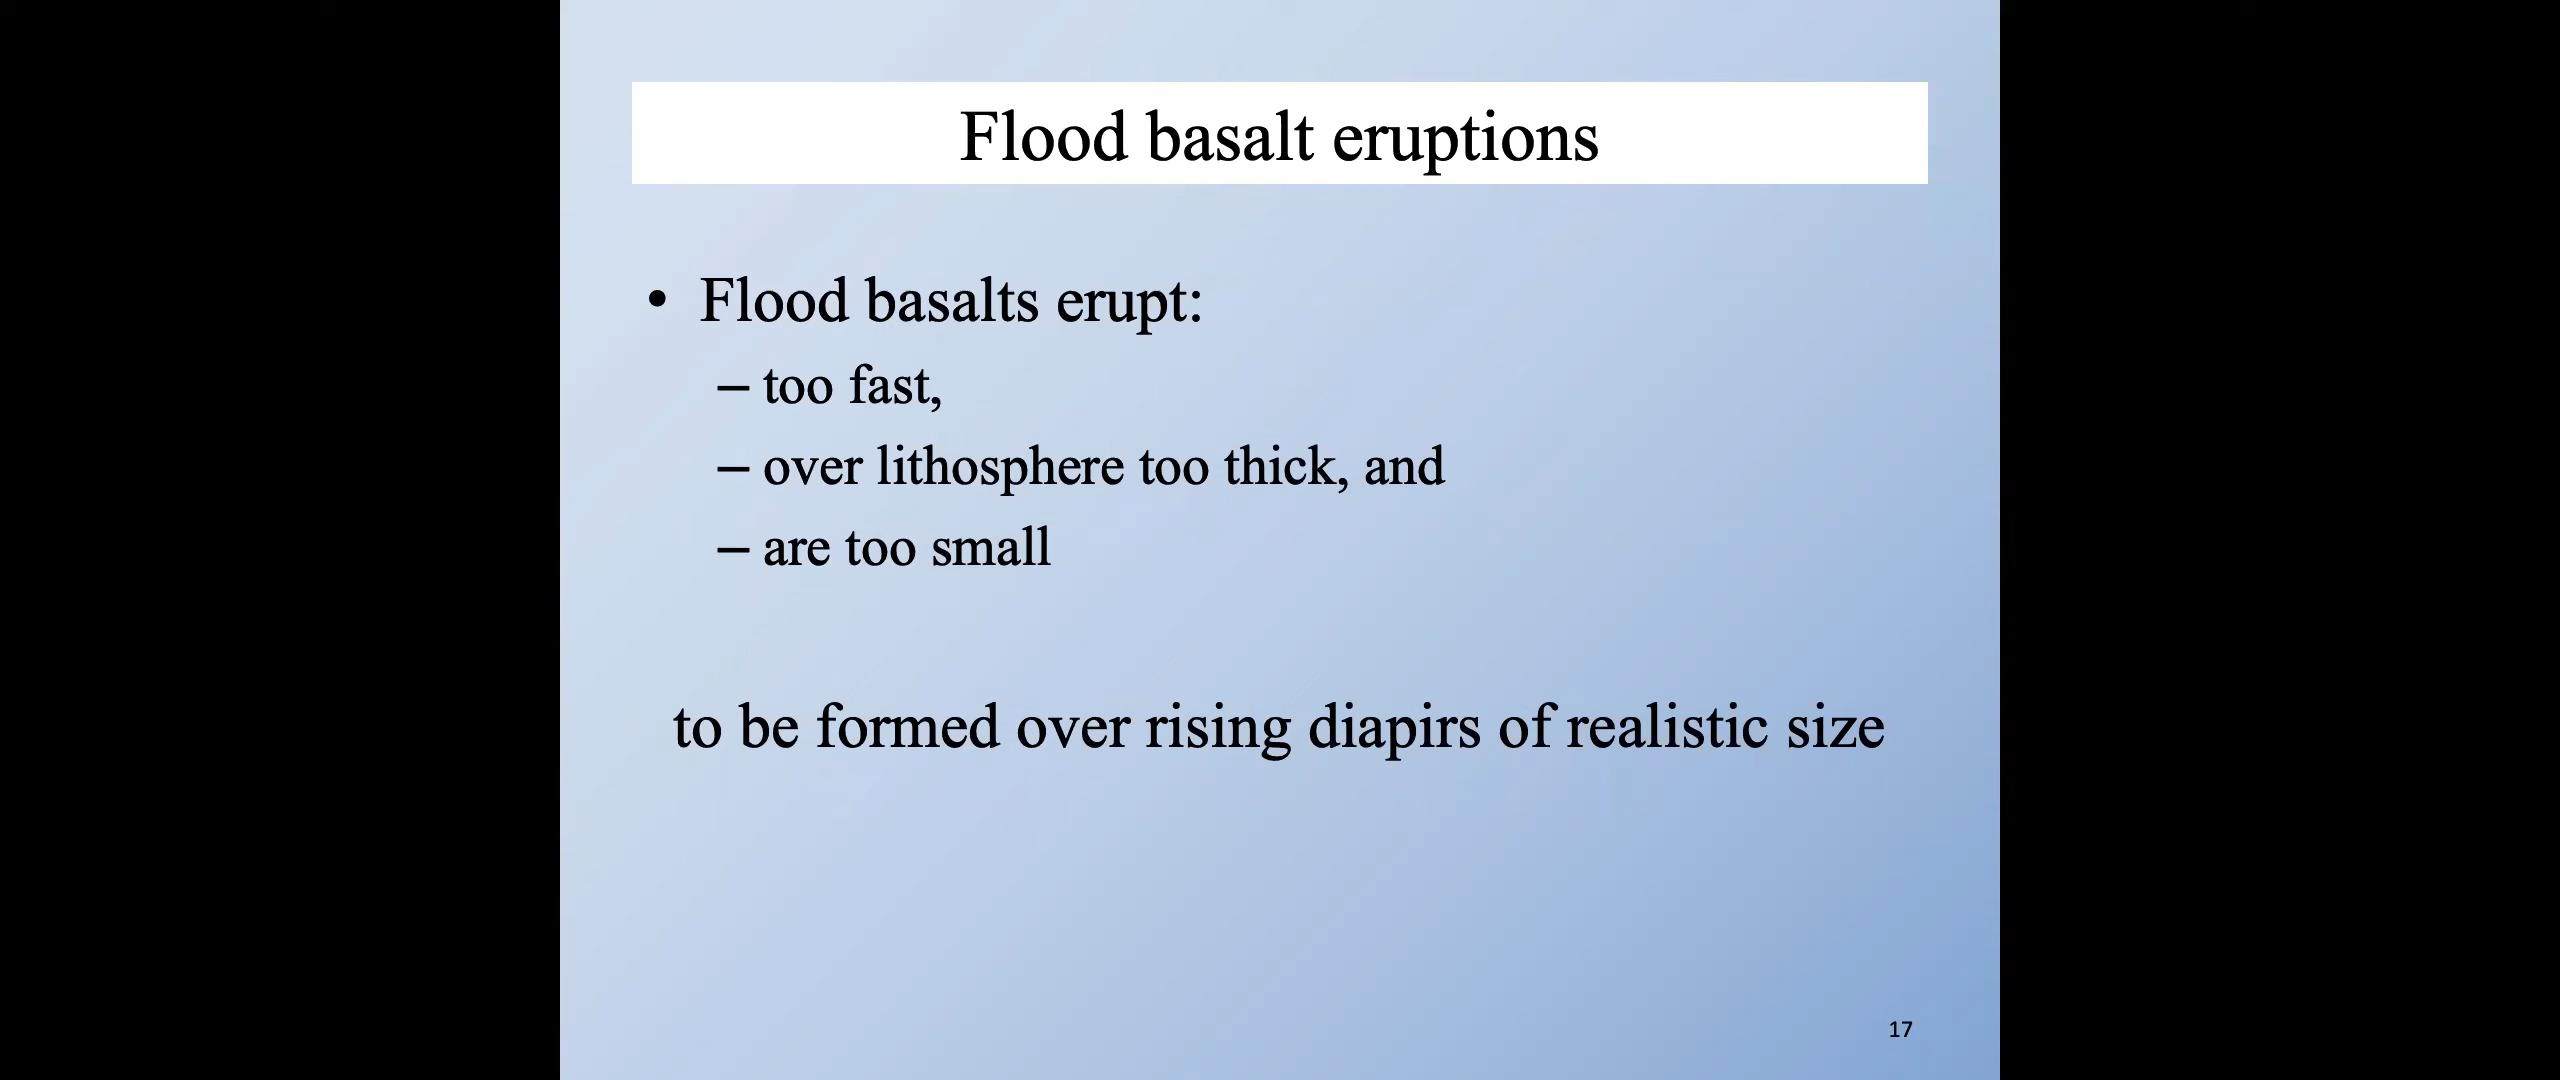 Flood basalt eruptions
• Flood basalts erupt:
– too fast,
– over lithosphere too thick, and
– are too small
to be formed over rising diapirs of realistic size
17